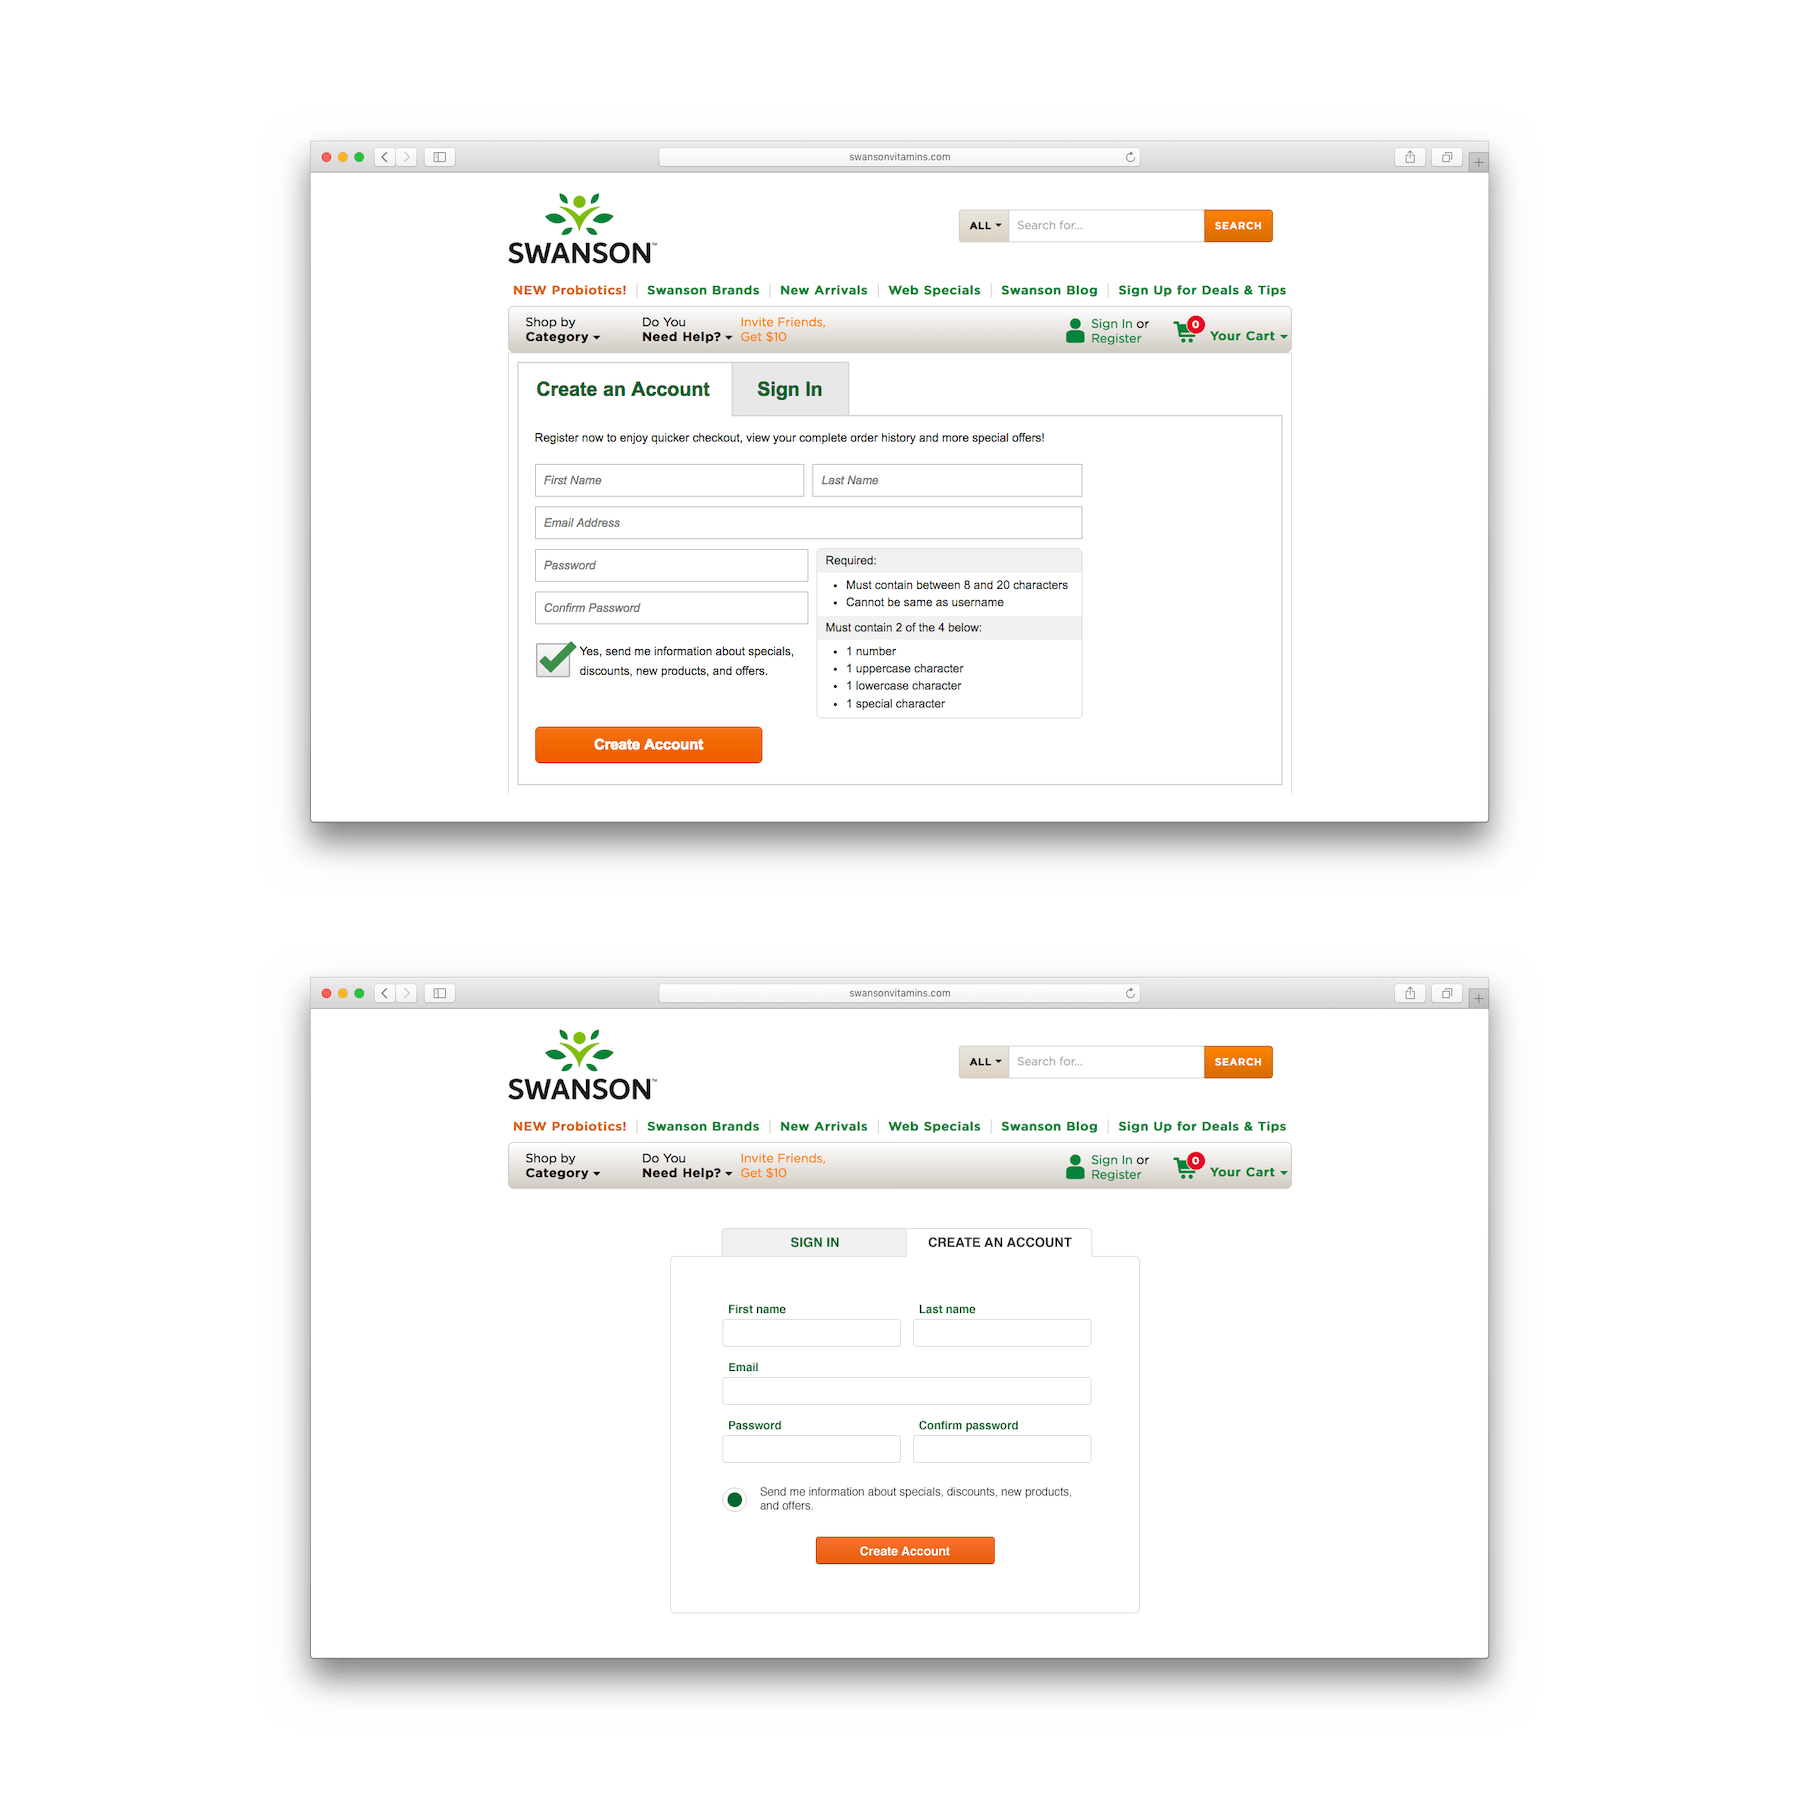 swansonvitamins.com
SWANSON™
ALL Search for... SEARCH
NEW Probiotics! Swanson Brands New Arrivals Web Specials Swanson Blog Sign Up for Deals & Tips
Shop by
Category
Do You
Need Help?
Invite Friends,
Get $10
Sign In or
Register
0
Your Cart
Create an Account Sign In
Register now to enjoy quicker checkout, view your complete order history and more special offers!
First Name Last Name
Email Address
Password
Confirm Password
Required:
• Must contain between 8 and 20 characters
• Cannot be same as username
Must contain 2 of the 4 below:
• 1 number
• 1 uppercase character
• 1 lowercase character
• 1 special character
Yes, send me information about specials,
discounts, new products, and offers.
Create Account
swansonvitamins.com
SWANSON™
ALL Search for... SEARCH
NEW Probiotics! Swanson Brands New Arrivals Web Specials Swanson Blog Sign Up for Deals & Tips
Shop by
Category
Do You
Need Help?
Invite Friends,
Get $10
Sign In or
Register
0
Your Cart
SIGN IN CREATE AN ACCOUNT
First name Last name
Email
Password Confirm password
Send me information about specials, discounts, new products,
and offers.
Create Account